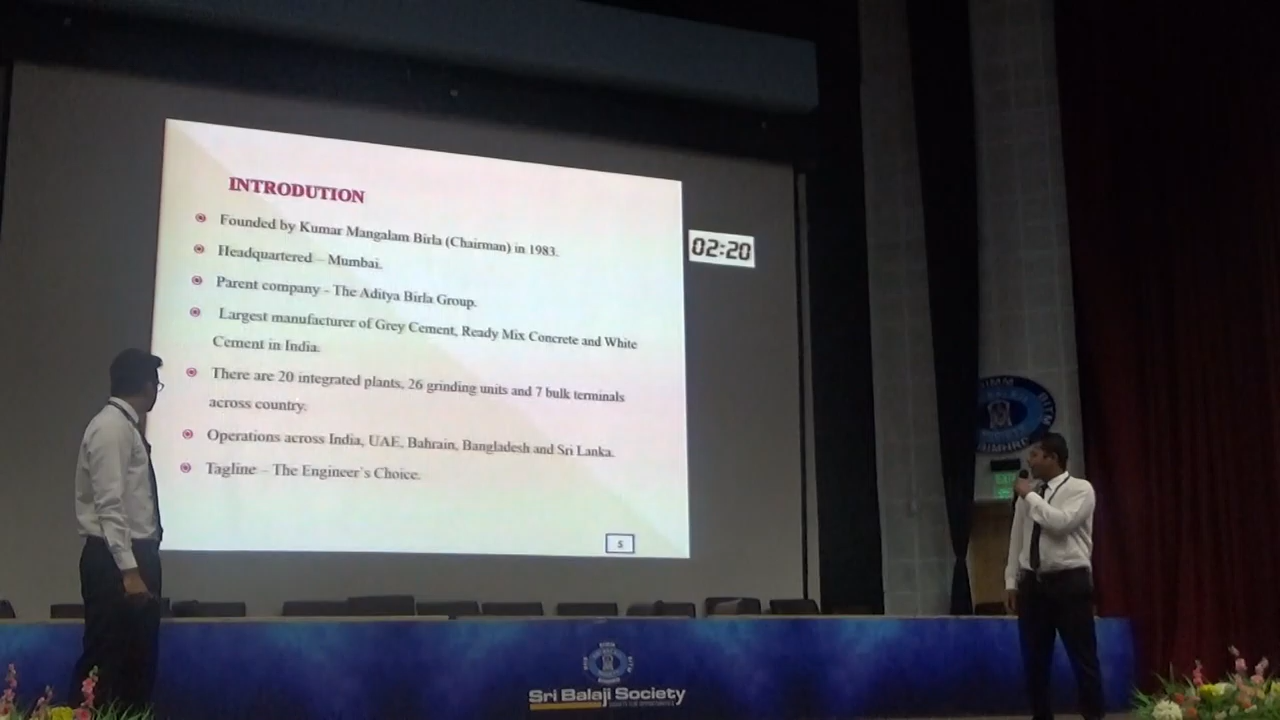 INTRODUTION
Founded by Kumar Mangalam Birla (Chairman) in 1983.
Headquartered – Mumbai.
Parent company - The Aditya Birla Group.
Largest manufacturer of Grey Cement, Ready Mix Concrete and White
Cement in India.
There are 20 integrated plants, 26 grinding units and 7 bulk terminals
across country.
Operations across India, UAE, Bahrain, Bangladesh and Sri Lanka.
Tagline – The Engineer's Choice.
5
02:20
BITM
EXIT
Sri Balaji Society